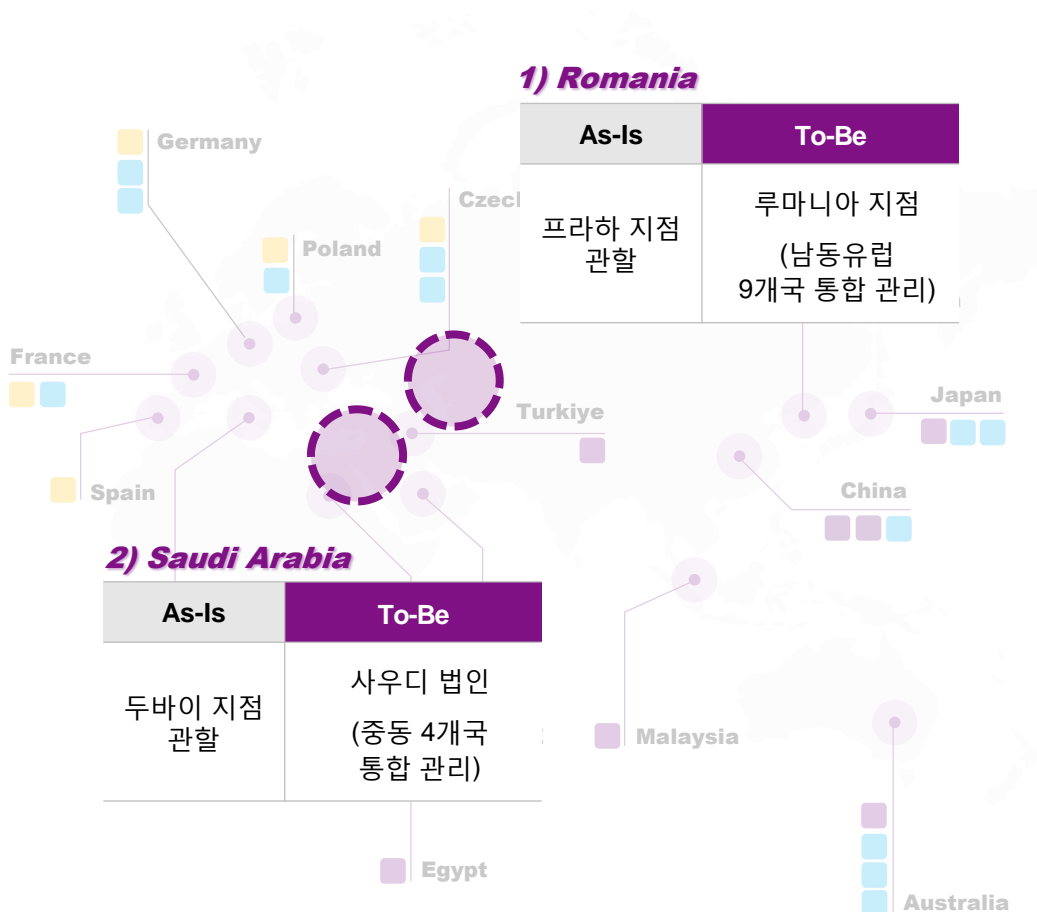 1) Romania
As-Is
To-Be
프라하 지점
관할
루마니아 지점
(남동유럽
9개국 통합 관리)
Germany
Poland
France
Spain
Turkiye
Japan
China
2) Saudi Arabia
As-Is
To-Be
두바이 지점
관할
사우디 법인
(중동 4개국
통합 관리)
Malaysia
Egypt
Australia